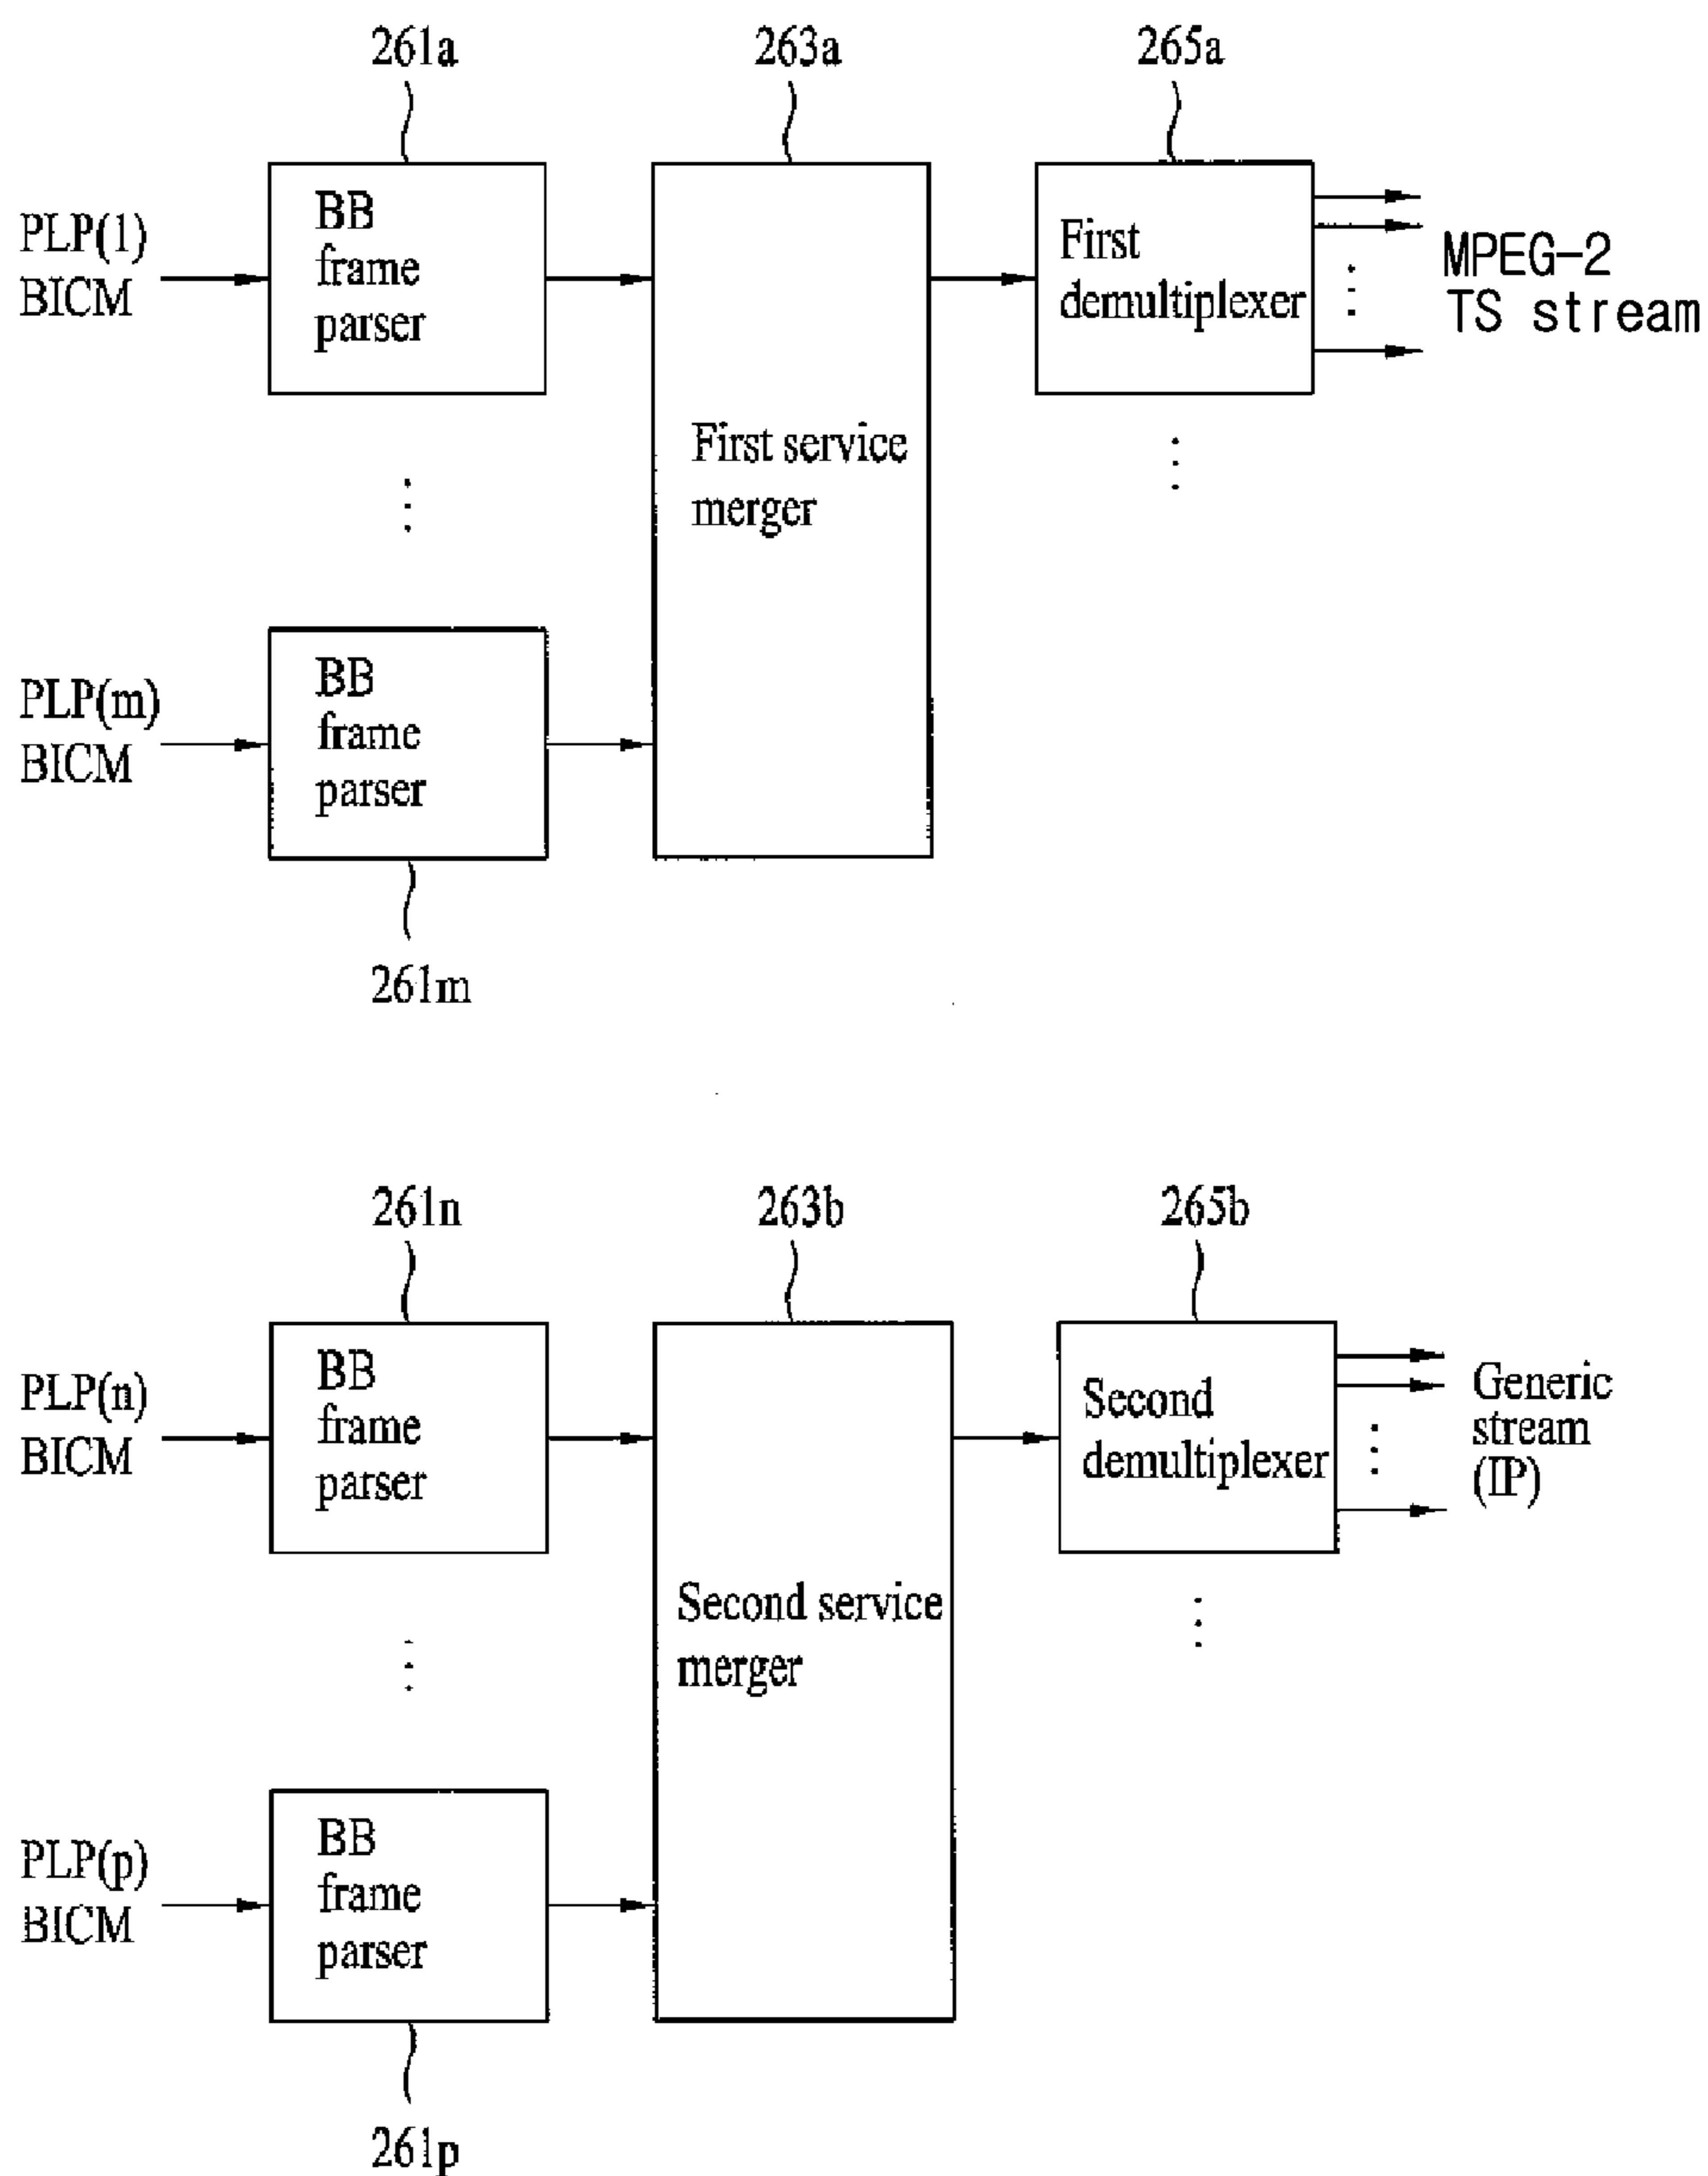 261a
263a
265a
PLP(1)
BICM
BB
frame
parser
First service
merger
First
demultiplexer
MPEG-2
TS stream
PLP(m)
BICM
BB
frame
parser
261m
261n
263b
265b
PLP(n)
BICM
BB
frame
parser
Second service
merger
Second
demultiplexer
Generic
stream
(IP)
PLP(p)
BICM
BB
frame
parser
261p